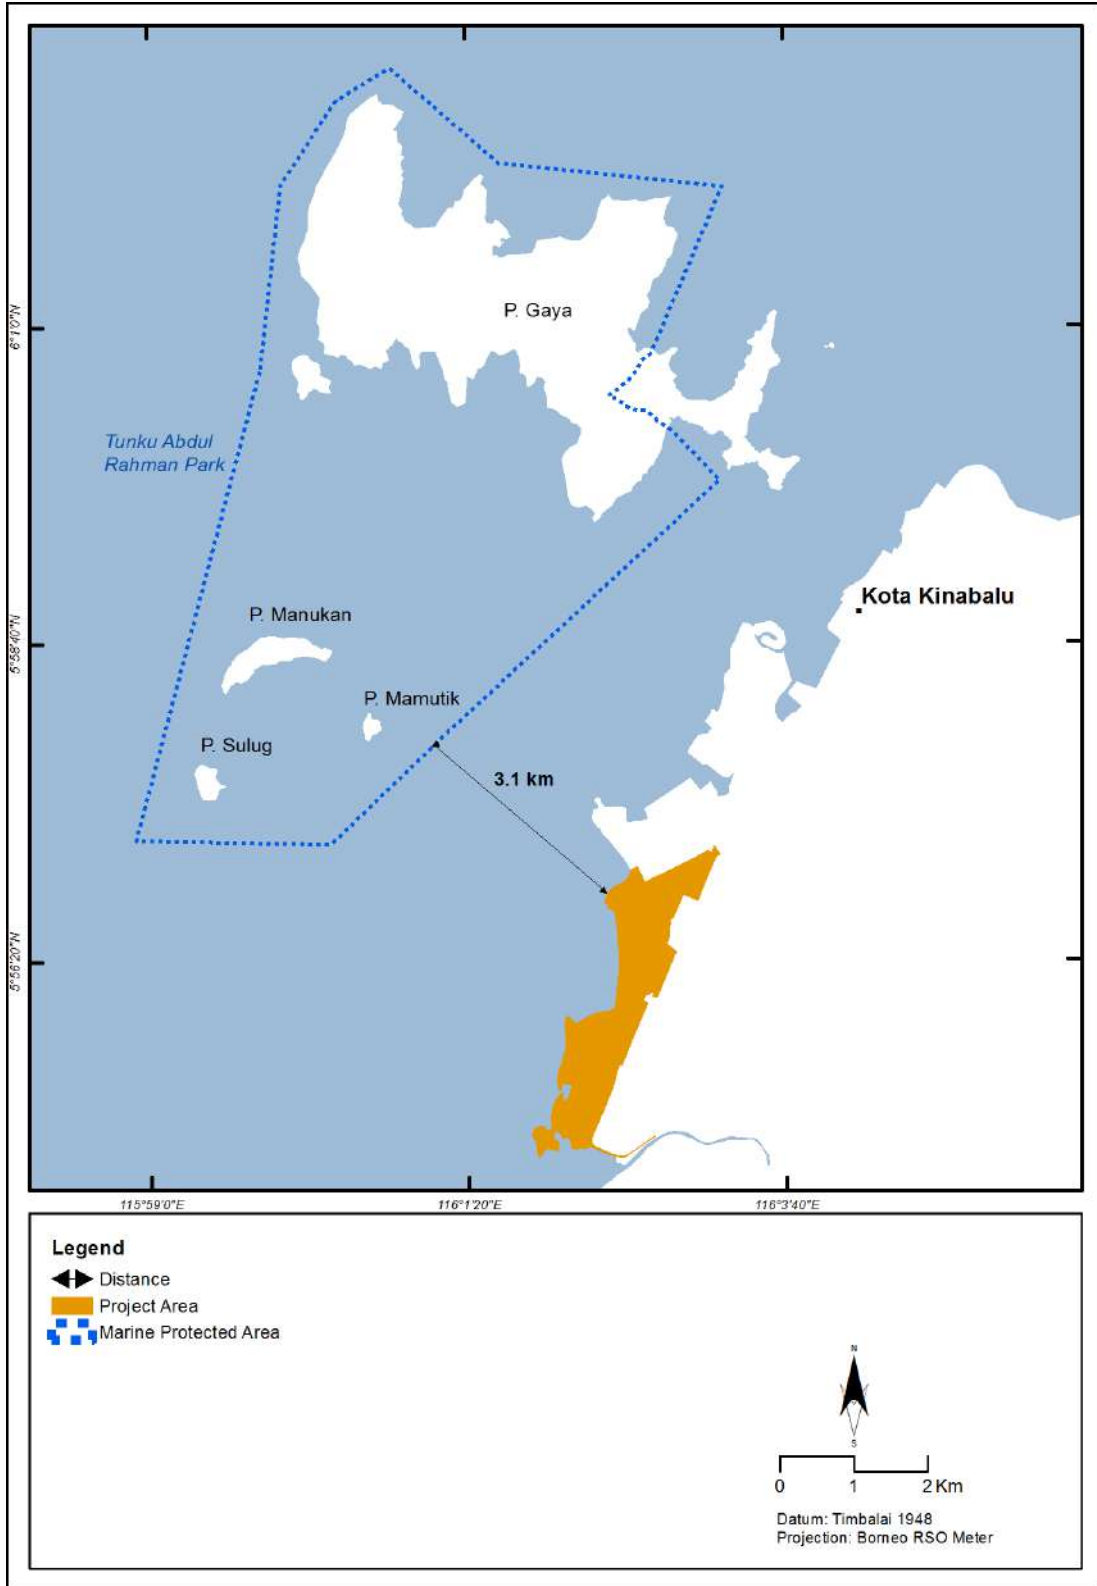 P. Gaya
6°1'0"N
Tunku Abdul
Rahman Park
Kota Kinabalu
P. Manukan
5°58'40"N
P. Mamutik
P. Sulug
3.1 km
5°56'20"N
115°59'0"E
116°1'20"E
116°3'40"E
Legend
Distance
Project Area
Marine Protected Area
N
S
0 1 2 Km
Datum: Timbalai 1948
Projection: Borneo RSO Meter